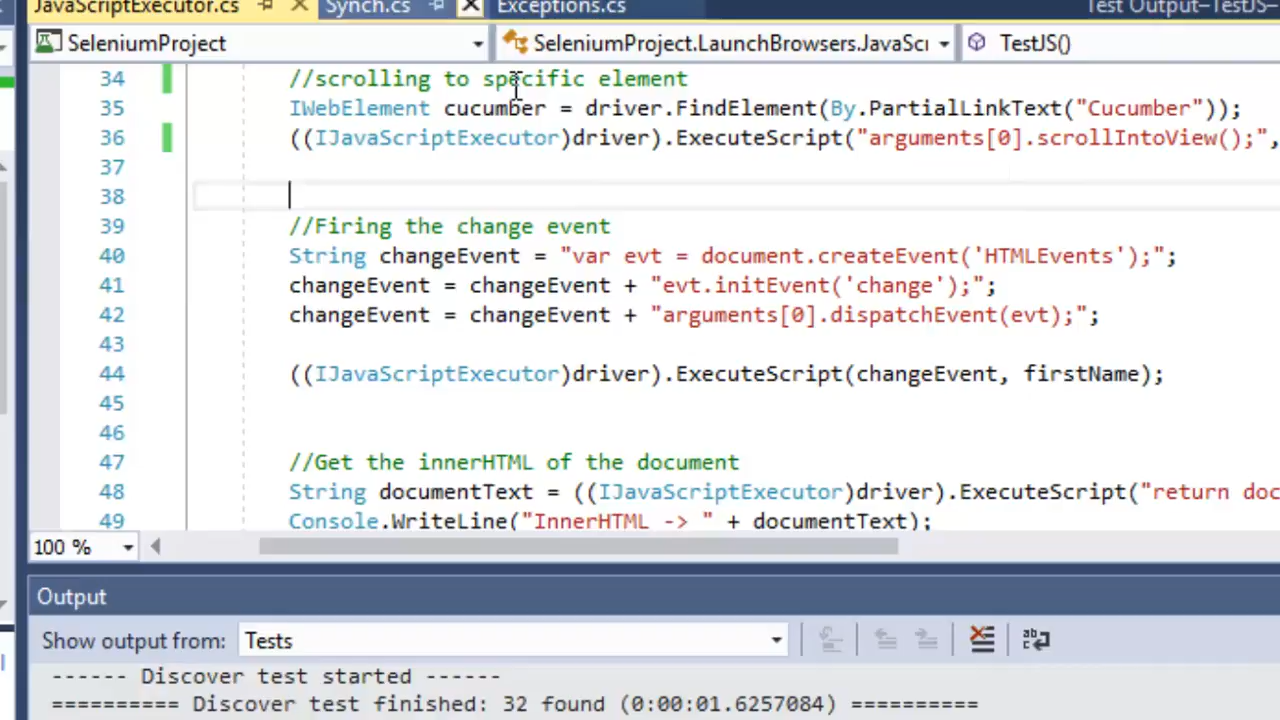 JavaScriptExecutor.cs Synch.cs Exceptions.cs Test Output–TestJS–
SeleniumProject SeleniumProject.LaunchBrowsers.JavaScı TestJS()
34 //scrolling to specific element
35 IWebElement cucumber = driver.FindElement(By.PartialLinkText("Cucumber"));
36 ((IJavaScriptExecutor)driver).ExecuteScript("arguments[0].scrollIntoView();",
37
38
39 //Firing the change event
40 String changeEvent = "var evt = document.createEvent('HTMLEvents');";
41 changeEvent = changeEvent + "evt.initEvent('change');";
42 changeEvent = changeEvent + "arguments[0].dispatchEvent(evt);";
43
44 ((IJavaScriptExecutor)driver).ExecuteScript(changeEvent, firstName);
45
46
47 //Get the innerHTML of the document
48 String documentText = ((IJavaScriptExecutor)driver).ExecuteScript("return doc
49 Console.WriteLine("InnerHTML -> " + documentText);
100 %
Output
Show output from: Tests
------ Discover test started ------
========== Discover test finished: 32 found (0:00:01.6257084) ==========